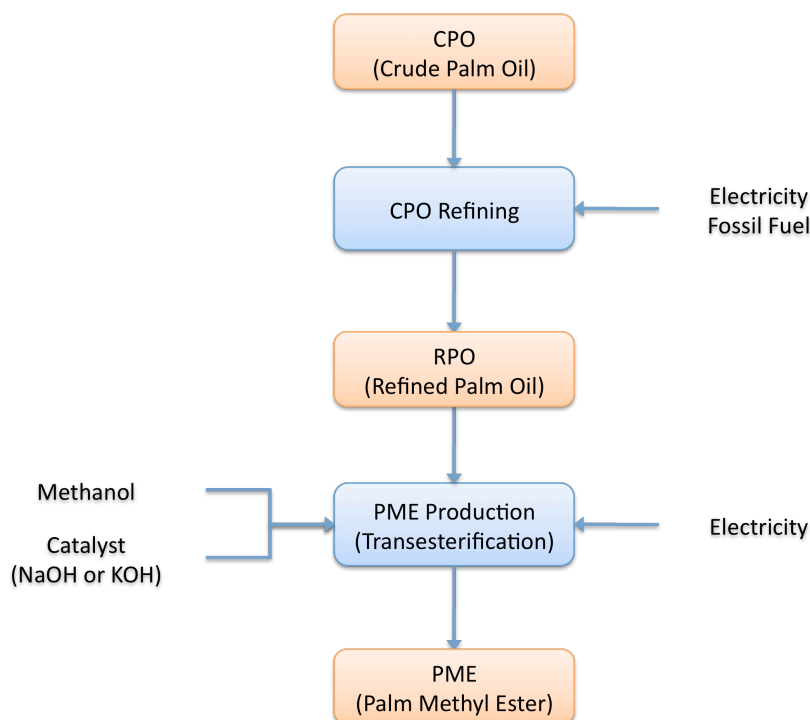 CPO
(Crude Palm Oil)
CPO Refining
Electricity
Fossil Fuel
RPO
(Refined Palm Oil)
Methanol
Catalyst
(NaOH or KOH)
PME Production
(Transesterification)
Electricity
PME
(Palm Methyl Ester)